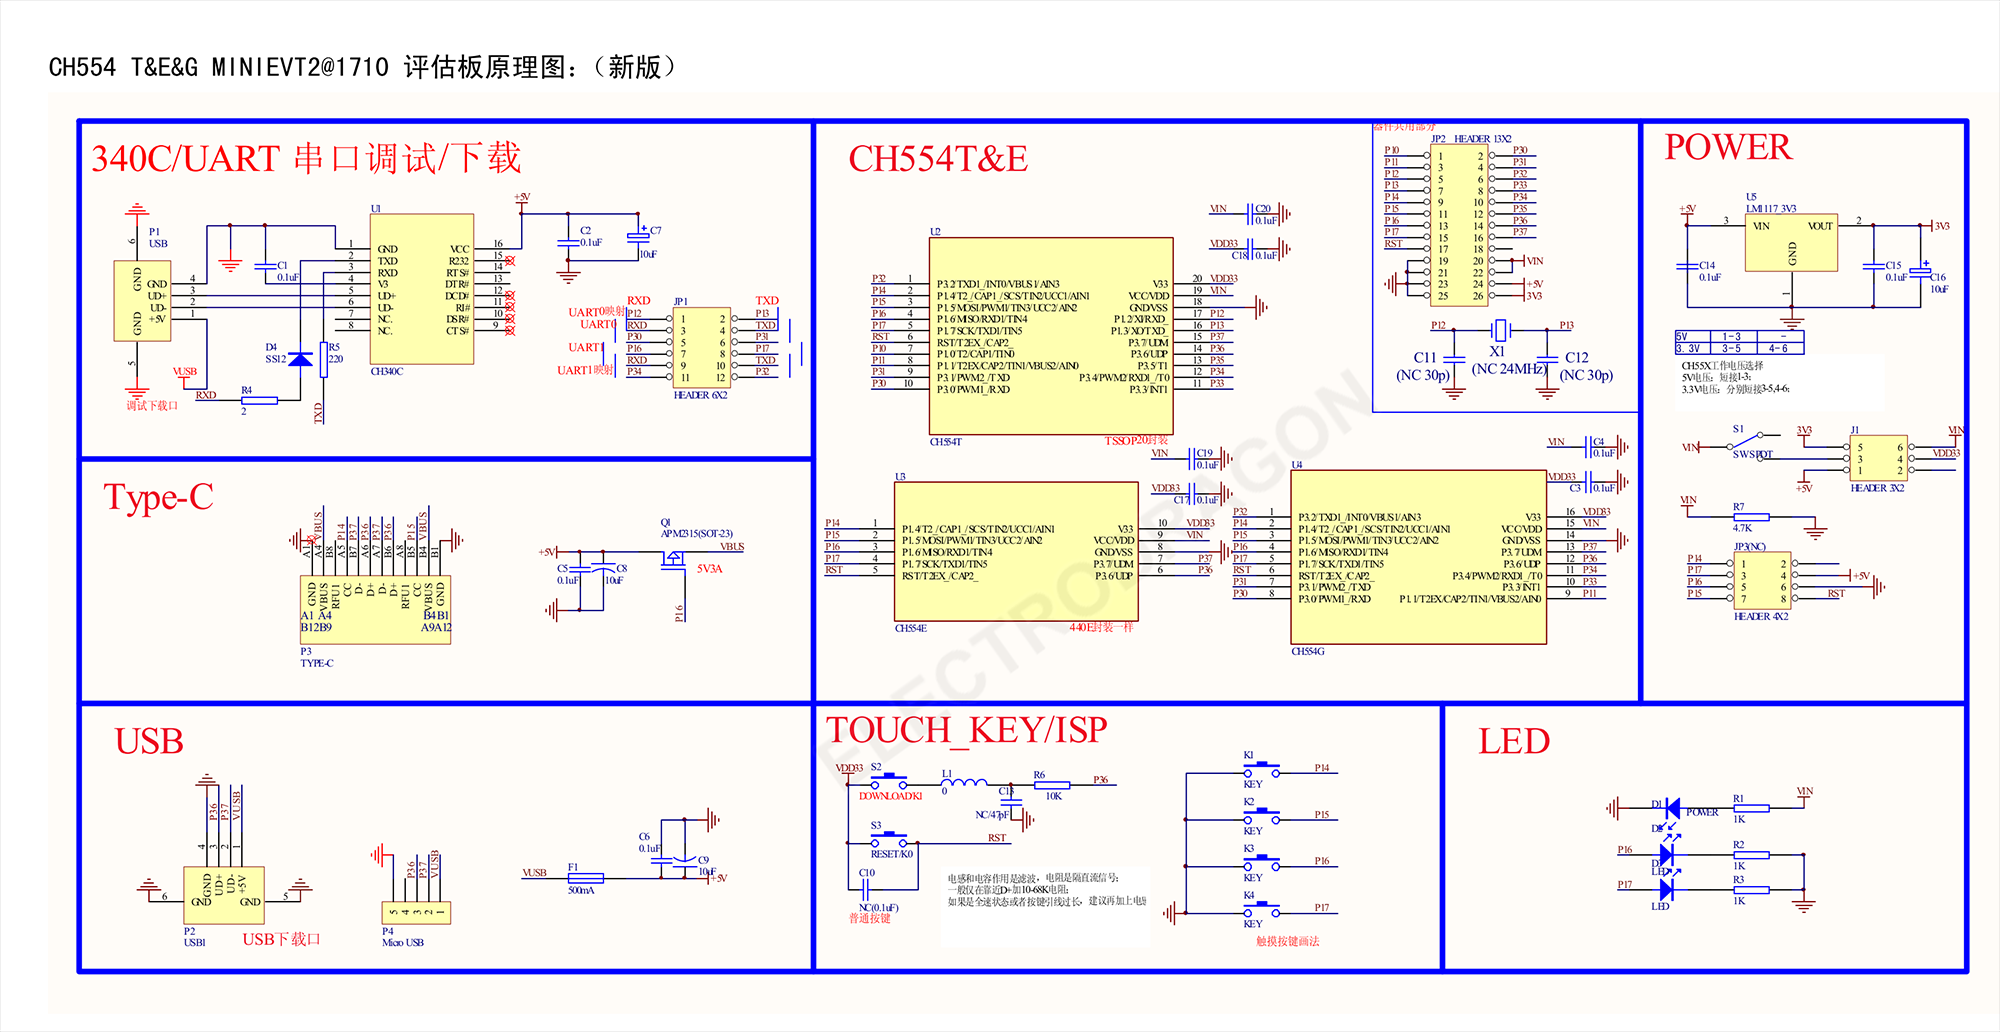 CH554 T&E&G MINIEVT2@1710 评估板原理图:（新版）
340C/UART 串口调试/下载
P1
USB
6
GND
UD+
UD-
+5V
GND
GND
4
3
2
1
5
调试下载口
VUSB
RXD
R4
2
C1
0.1uF
D4
SS12
R5
220
TXD
U1
1 GND VCC 16
2 TXD R232 15
3 RXD RTS# 14
4 V3 DTR# 13
5 UD+ DCD# 12
6 UD- RI# 11
7 NC. DSR# 10
8 NC. CTS# 9
CH340C
+5V
C2
0.1uF
C7
10uF
RXD JP1 TXD
UART0映射 P12 1 2 P13
UART0 RXD 3 4 TXD
P30 5 6 P31
UART1 P16 7 8 P17
RXD 9 10 TXD
UART1映射 P34 11 12 P32
HEADER 6X2
CH554T&E
U2
P32 1 P3.2/TXD1_/INT0/VBUS1/AIN3 V33 20 VDD33
P14 2 P1.4/T2_/CAP1_/SCS/TIN2/UCC1/AIN1 VCC/VDD 19 VIN
P15 3 P1.5/MOSI/PWM1/TIN3/UCC2/AIN2 GND/VSS 18
P16 4 P1.6/MISO/RXD1/TIN4 P1.2/XI/RXD_ 17 P12
P17 5 P1.7/SCK/TXD1/TIN5 P1.3/XO/TXD_ 16 P13
RST 6 RST/T2EX_/CAP2_ P3.7/UDM 15 P37
P10 7 P1.0/T2/CAP1/TIN0 P3.6/UDP 14 P36
P11 8 P1.1/T2EX/CAP2/TIN1/VBUS2/AIN0 P3.5/T1 13 P35
P31 9 P3.1/PWM2_/TXD P3.4/PWM2/RXD1_/T0 12 P34
P30 10 P3.0/PWM1_/RXD P3.3/INT1 11 P33
CH554T
TSSOP20封装
VIN C20
0.1uF
VDD33
C18 0.1uF
器件共用部分
JP2 HEADER 13X2
P10 1 2 P30
P11 3 4 P31
P12 5 6 P32
P13 7 8 P33
P14 9 10 P34
P15 11 12 P35
P16 13 14 P36
P17 15 16 P37
RST 17 18
19 20 VIN
21 22
23 24 +5V
25 26 3V3
P12 P13
C11
(NC 30p)
X1
(NC 24MHz)
C12
(NC 30p)
U3
P14 1 P1.4/T2_/CAP1_/SCS/TIN2/UCC1/AIN1 V33 10 VDD33
P15 2 P1.5/MOSI/PWM1/TIN3/UCC2/AIN2 VCC/VDD 9 VIN
P16 3 P1.6/MISO/RXD1/TIN4 GND/VSS 8
P17 4 P1.7/SCK/TXD1/TIN5 P3.7/UDM 7 P37
RST 5 RST/T2EX_/CAP2_ P3.6/UDP 6 P36
CH554E
440E封装一样
VIN C19
0.1uF
VDD33
C17 0.1uF
U4
P32 1 P3.2/TXD1_/INT0/VBUS1/AIN3 V33 16 VDD33
P14 2 P1.4/T2_/CAP1_/SCS/TIN2/UCC1/AIN1 VCC/VDD 15 VIN
P15 3 P1.5/MOSI/PWM1/TIN3/UCC2/AIN2 GND/VSS 14
P16 4 P1.6/MISO/RXD1/TIN4 P3.7/UDM 13 P37
P17 5 P1.7/SCK/TXD1/TIN5 P3.6/UDP 12 P36
RST 6 RST/T2EX_/CAP2_ P3.4/PWM2/RXD1_/T0 11 P34
P31 7 P3.1/PWM2_/TXD P3.3/INT1 10 P33
P30 8 P3.0/PWM1_/RXD P1.1/T2EX/CAP2/TIN1/VBUS2/AIN0 9 P11
CH554G
VIN C4
0.1uF
VDD33
C3 0.1uF
POWER
U5
LM1117_3V3
+5V 3 VIN VOUT 2 3V3
GND
1
C14
0.1uF
C15
0.1uF
C16
10uF
5V 1-3 -
3.3V 3-5 4-6
CH55X工作电压选择
5V电压：短接1-3;
3.3V电压：分别短接3-5,4-6;
S1
VIN
SWSPDT
3V3 J1 VIN
5 6
3 4 VDD33
1 2
+5V HEADER 3X2
VIN R7
4.7K
JP3(NC)
P14 1 2
P17 3 4 +5V
P16 5 6
P15 7 8 RST
HEADER 4X2
Type-C
A1 A4 VBUS B8 A5 P14 B7 P37 A6 P36 A7 P37 B6 P36 A8 B5 P15 B4 VBUS B1
GND VBUS RFU1 CC D- D+ D- D+ RFU1 CC VBUS GND
A1 A4 B4B1
B12B9 A9A12
P3
TYPE-C
+5V
C5
0.1uF
C8
10uF
Q1
APM2315(SOT-23)
VBUS
5V3A
P16
USB
P36
P37
VUSB
4 3 2 1
GND UD+ UD- +5V
6 GND GND 5
P2
USB1
USB下载口
P36
P37
VUSB
5 4 3 2 1
P4
Micro USB
VUSB F1
500mA
C6
0.1uF
C9
10uF
+5V
TOUCH_KEY/ISP
VDD33 S2
DOWNLOAD/K1
L1
0
C13
NC/47pF
R6
10K
P36
S3
RESET/K0
RST
C10
NC(0.1uF)
普通按键
电感和电容作用是滤波，电阻是隔直流信号;
一般仅在靠近D+加10-68K电阻;
如果是全速状态或者按键引线过长，建议再加上电感
K1
KEY P14
K2
KEY P15
K3
KEY P16
K4
KEY P17
触摸按键画法
LED
D1 POWER R1 VIN
1K
D2
P16 R2
1K
LED
P17 R3
1K
LED
ELECTRODRAGON